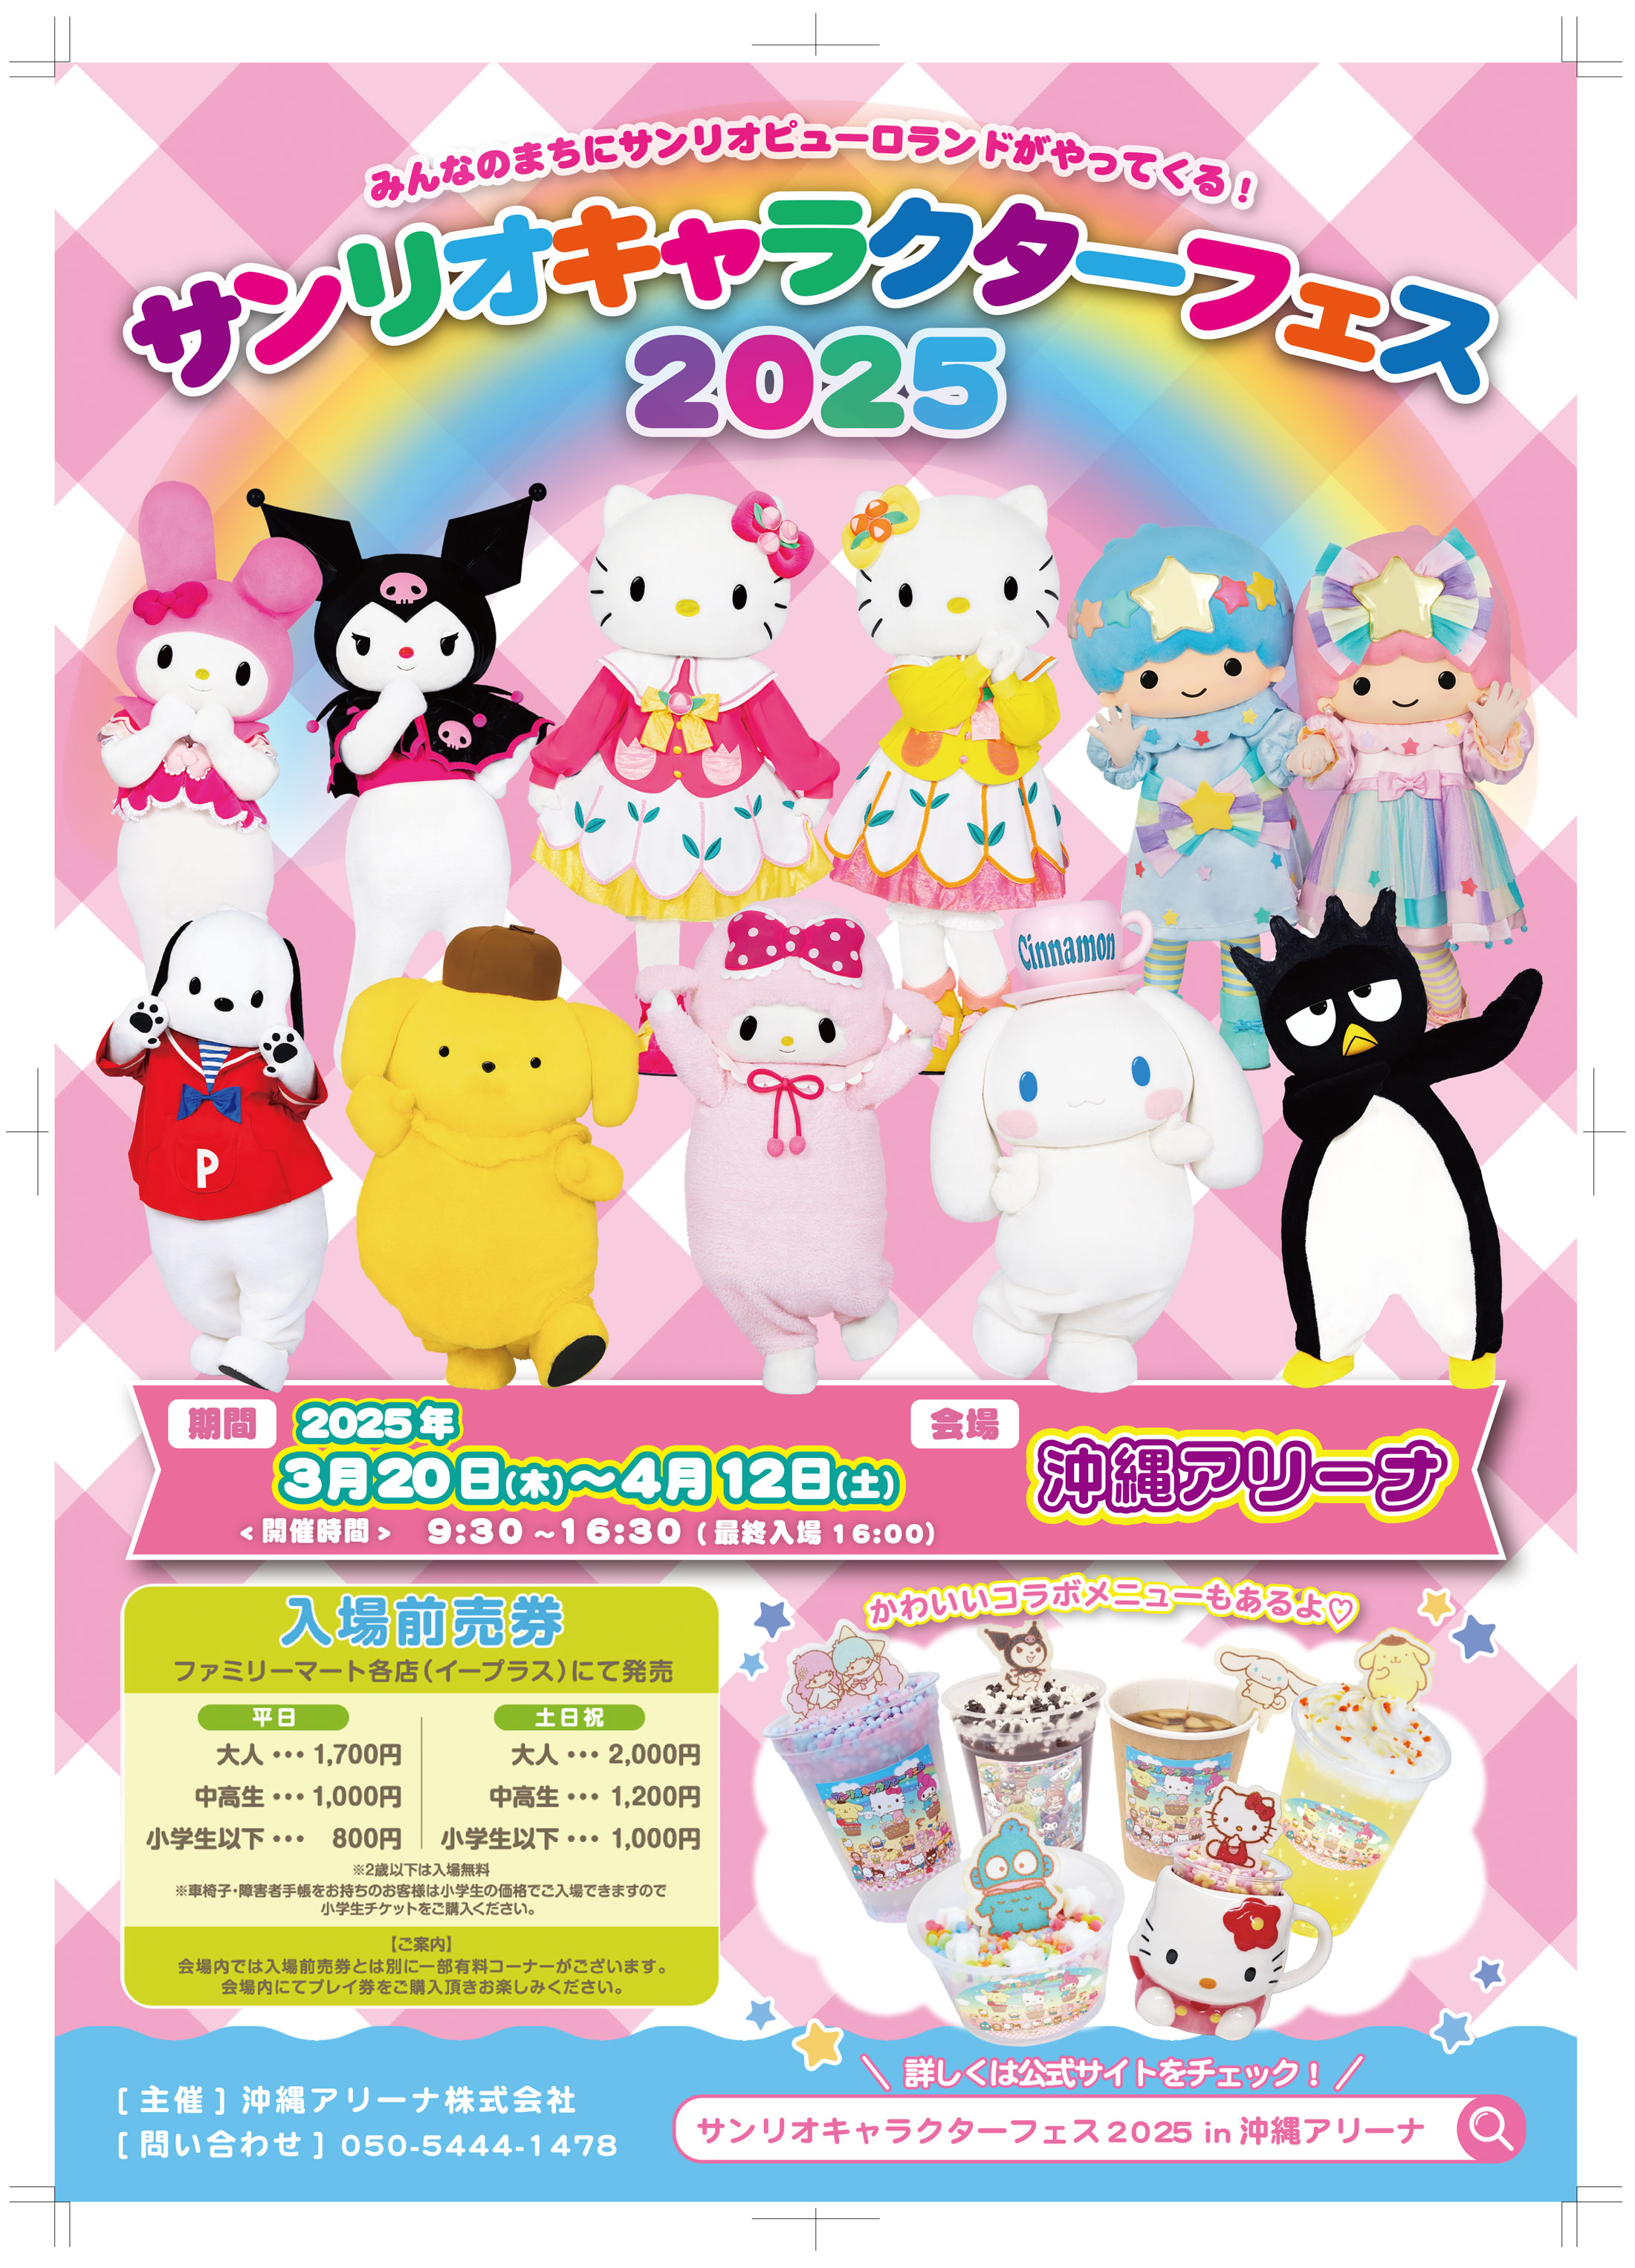 みんなのまちにサンリオピューロランドがやってくる！
サンリオキャラクターフェス
2025
Cinnamon
P
期間 2025年
3月20日(木)～4月12日(土)
<開催時間> 9:30～16:30(最終入場16:00)
会場
沖縄アリーナ
入場前売券
ファミリーマート各店(イープラス)にて発売
平日
大人・・・1,700円
中高生・・・1,000円
小学生以下・・・ 800円
土日祝
大人・・・2,000円
中高生・・・1,200円
小学生以下・・・1,000円
※2歳以下は入場無料
※車椅子・障害者手帳をお持ちのお客様は小学生の価格でご入場できますので
小学生チケットをご購入ください。
【ご案内】
会場内では入場前売券とは別に一部有料コーナーがございます。
会場内にてプレイ券をご購入頂きお楽しみください。
かわいいコラボメニューもあるよ♡
[主催]沖縄アリーナ株式会社
[問い合わせ]050-5444-1478
＼ 詳しくは公式サイトをチェック！ ／
サンリオキャラクターフェス2025 in 沖縄アリーナ